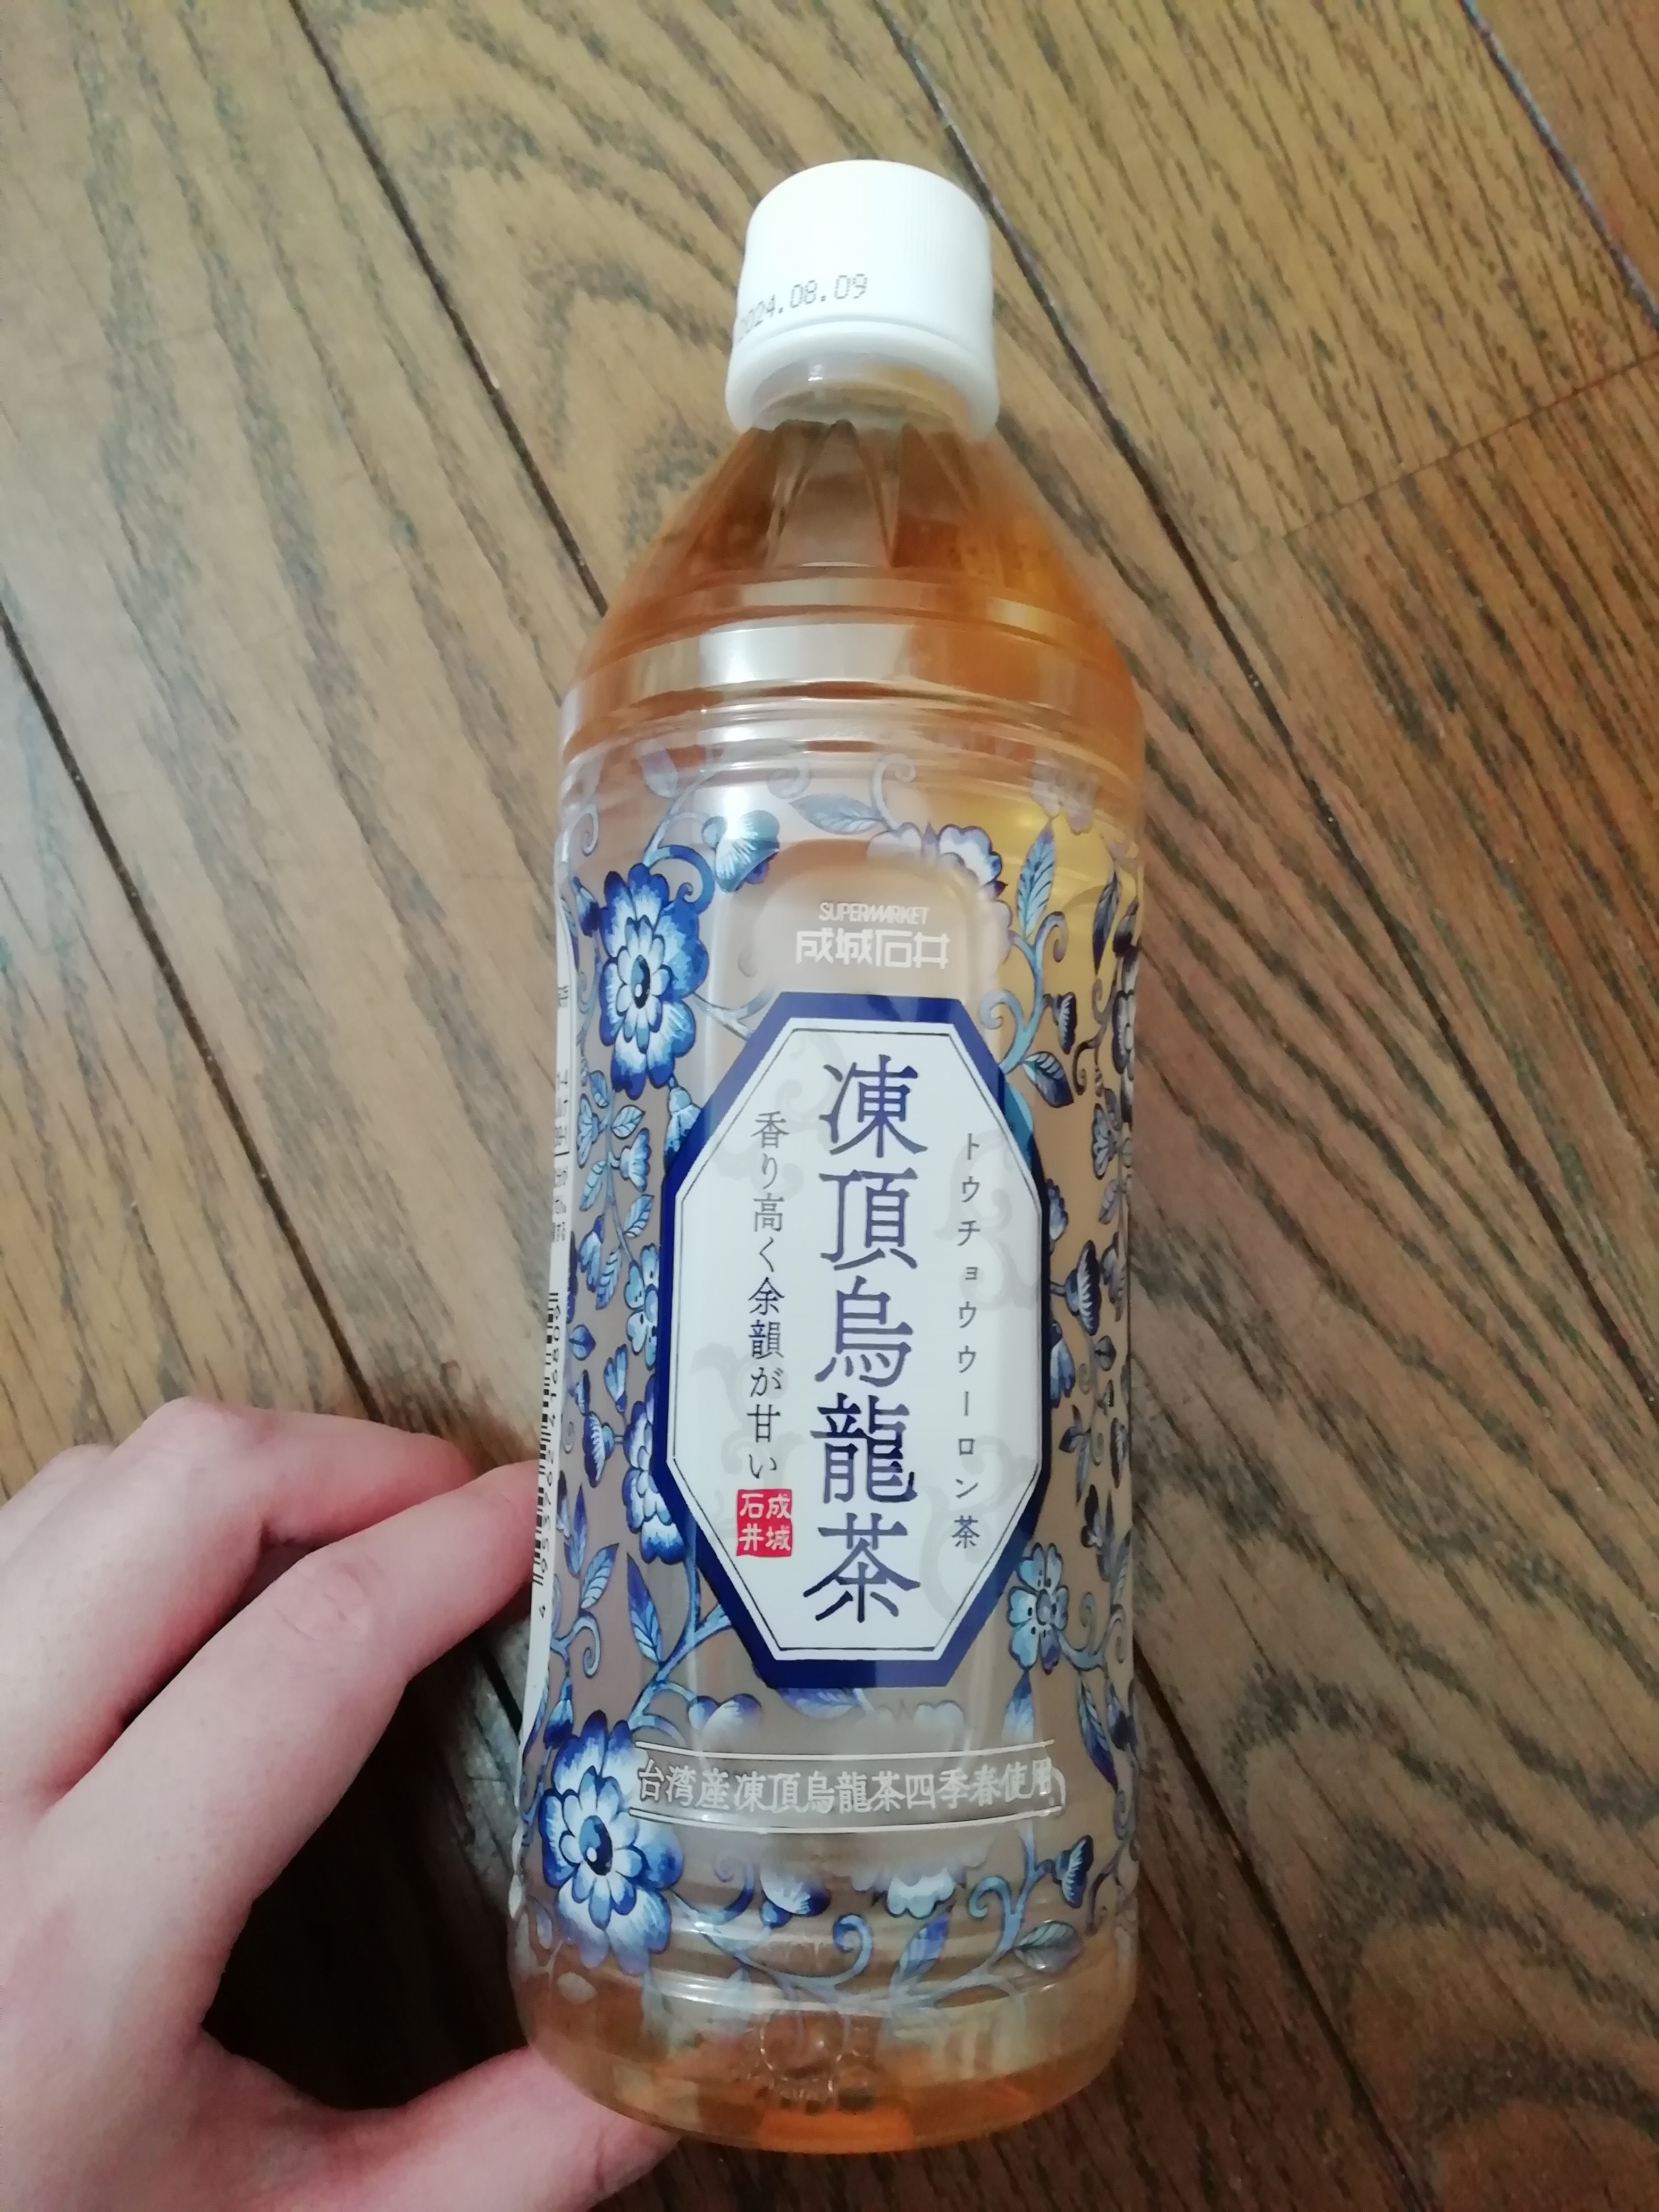 2024.08.09
SUPERMARKET
成城石井
トウチョウウーロン茶
凍頂烏龍茶
香り高く余韻が甘い
成城
石井
台湾産凍頂烏龍茶四季春使用